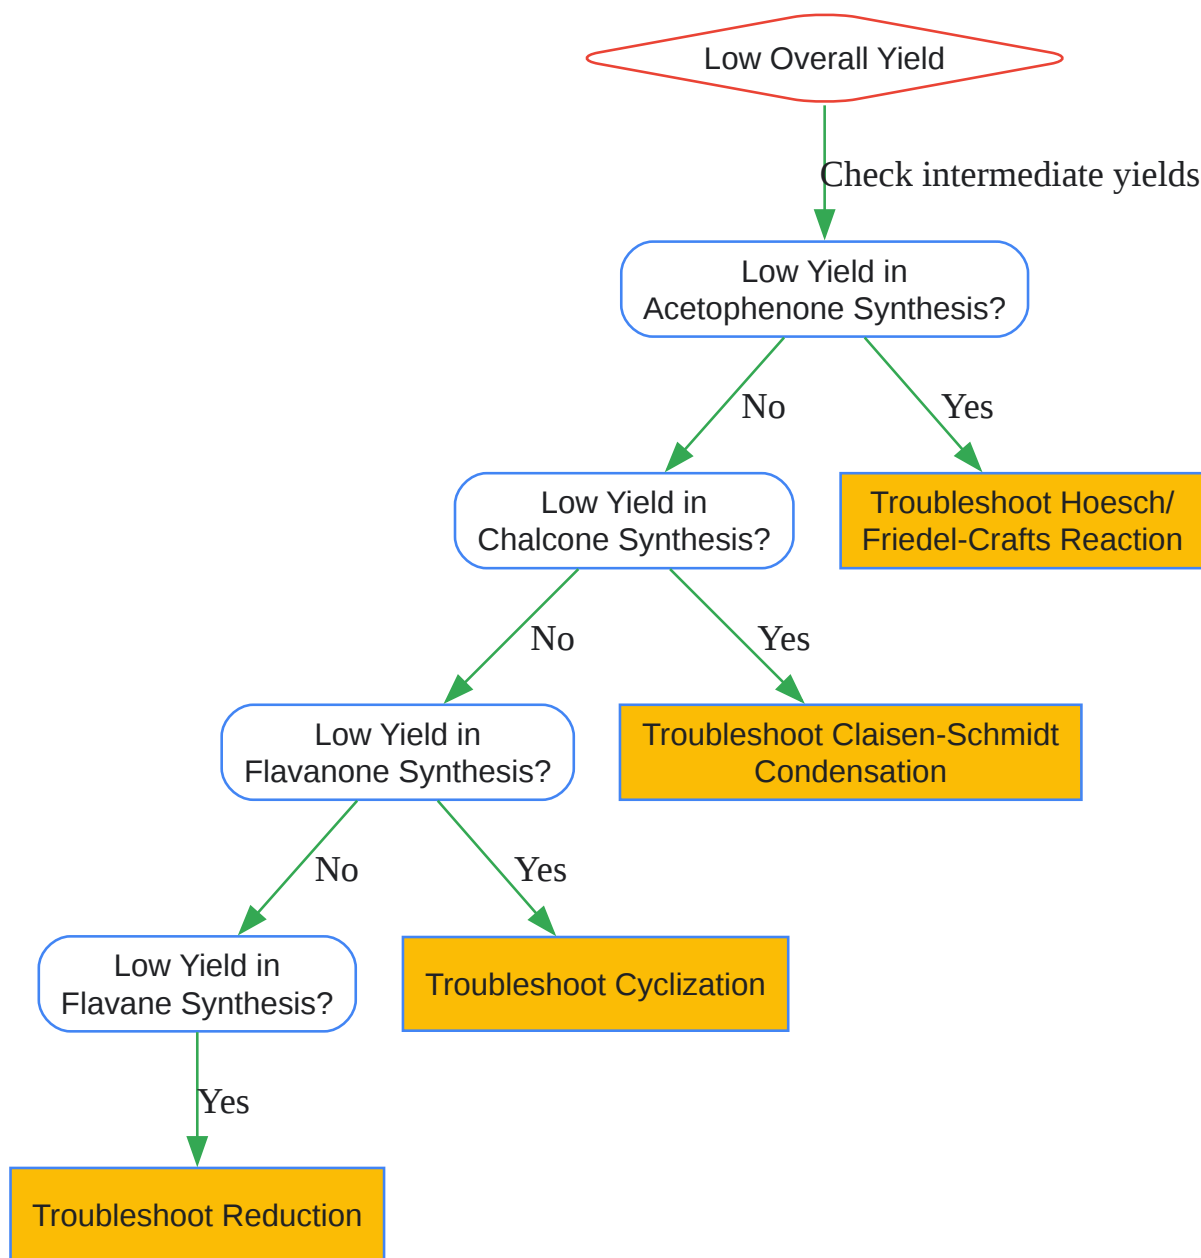 Low Overall Yield
Check intermediate yields
Low Yield in
Acetophenone Synthesis?
No
Yes
Low Yield in
Chalcone Synthesis?
Troubleshoot Hoesch/
Friedel-Crafts Reaction
No
Yes
Low Yield in
Flavanone Synthesis?
Troubleshoot Claisen-Schmidt
Condensation
No
Yes
Low Yield in
Flavane Synthesis?
Troubleshoot Cyclization
Yes
Troubleshoot Reduction